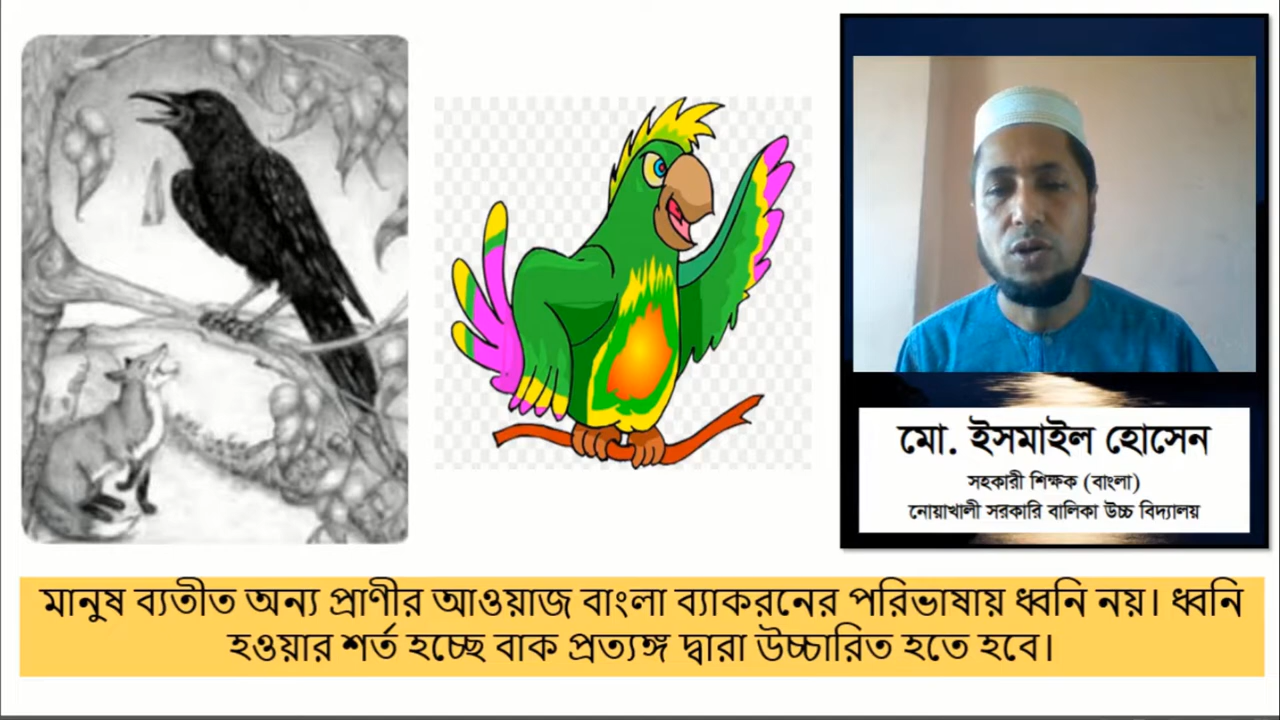 মো. ইসমাইল হোসেন
সহকারী শিক্ষক (বাংলা)
নোয়াখালী সরকারি বালিকা উচ্চ বিদ্যালয়
মানুষ ব্যতীত অন্য প্রাণীর আওয়াজ বাংলা ব্যাকরনের পরিভাষায় ধ্বনি নয়। ধ্বনি
হওয়ার শর্ত হচ্ছে বাক প্রত্যঙ্গ দ্বারা উচ্চারিত হতে হবে।